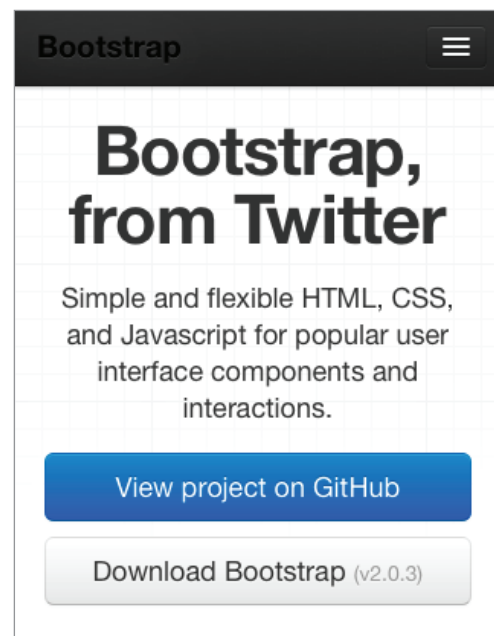 Bootstrap
Bootstrap,
from Twitter
Simple and flexible HTML, CSS,
and Javascript for popular user
interface components and
interactions.
View project on GitHub
Download Bootstrap (v2.0.3)